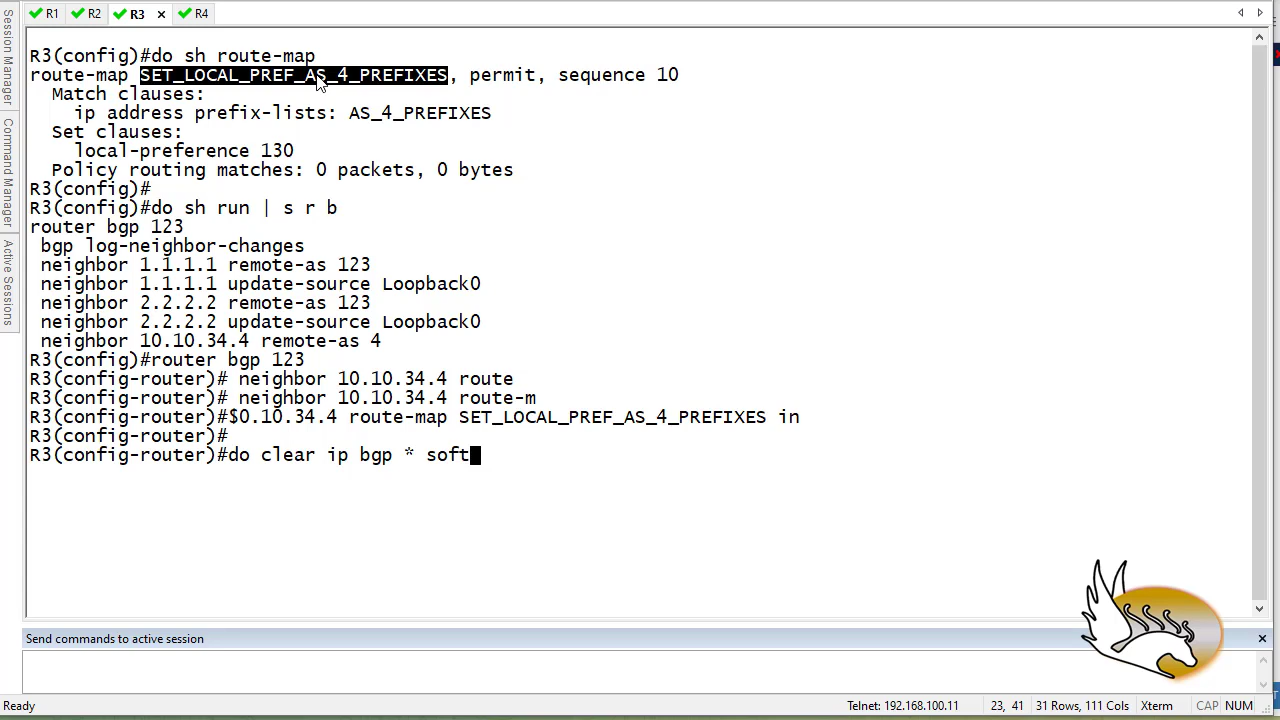 R1
R2
R3
R4
Session Manager
Command Manager
Active Sessions
R3(config)#do sh route-map
route-map SET_LOCAL_PREF_AS_4_PREFIXES, permit, sequence 10
Match clauses:
ip address prefix-lists: AS_4_PREFIXES
Set clauses:
local-preference 130
Policy routing matches: 0 packets, 0 bytes
R3(config)#
R3(config)#do sh run | s r b
router bgp 123
bgp log-neighbor-changes
neighbor 1.1.1.1 remote-as 123
neighbor 1.1.1.1 update-source Loopback0
neighbor 2.2.2.2 remote-as 123
neighbor 2.2.2.2 update-source Loopback0
neighbor 10.10.34.4 remote-as 4
R3(config)#router bgp 123
R3(config-router)# neighbor 10.10.34.4 route
R3(config-router)# neighbor 10.10.34.4 route-m
R3(config-router)#$0.10.34.4 route-map SET_LOCAL_PREF_AS_4_PREFIXES in
R3(config-router)#
R3(config-router)#do clear ip bgp * soft
Send commands to active session
Ready
Telnet: 192.168.100.11
23, 41
31 Rows, 111 Cols
Xterm
CAP
NUM